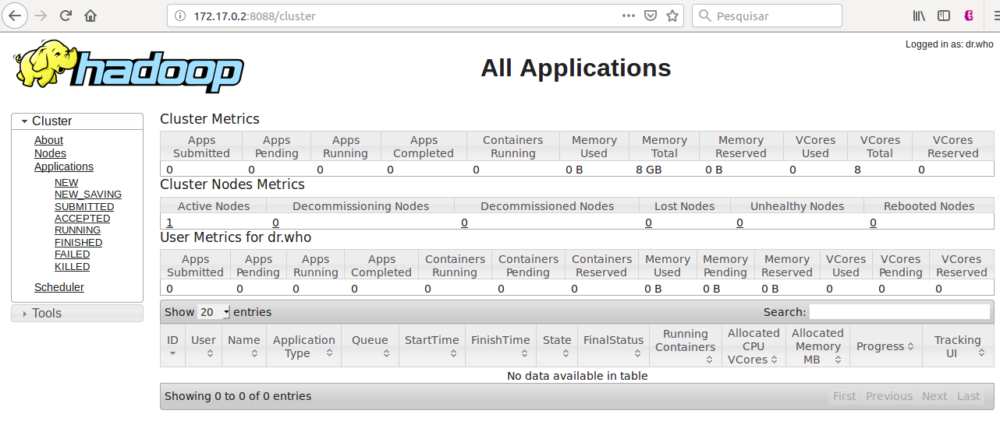 172.17.0.2:8088/cluster
Pesquisar
Logged in as: dr.who
hadoop
All Applications
Cluster
About
Nodes
Applications
NEW
NEW_SAVING
SUBMITTED
ACCEPTED
RUNNING
FINISHED
FAILED
KILLED
Scheduler
Tools
Cluster Metrics
Apps Submitted Apps Pending Apps Running Apps Completed Containers Running Memory Used Memory Total Memory Reserved VCores Used VCores Total VCores Reserved
0 0 0 0 0 0 B 8 GB 0 B 0 8 0
Cluster Nodes Metrics
Active Nodes Decommissioning Nodes Decommissioned Nodes Lost Nodes Unhealthy Nodes Rebooted Nodes
1 0 0 0 0 0
User Metrics for dr.who
Apps Submitted Apps Pending Apps Running Apps Completed Containers Running Containers Pending Containers Reserved Memory Used Memory Pending Memory Reserved VCores Used VCores Pending VCores Reserved
0 0 0 0 0 0 0 0 B 0 B 0 B 0 0 0
Show 20 entries Search:
ID User Name Application Type Queue StartTime FinishTime State FinalStatus Running Containers Allocated CPU VCores Allocated Memory MB Progress Tracking UI
No data available in table
Showing 0 to 0 of 0 entries First Previous Next Last